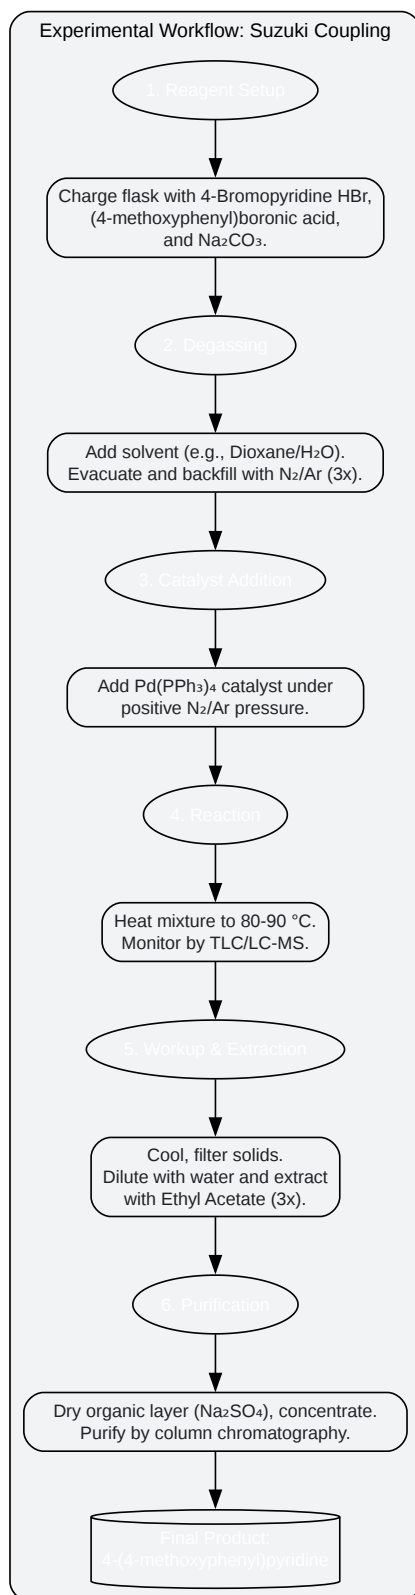 Experimental Workflow: Suzuki Coupling
1. Reagent Setup
Charge flask with 4-Bromopyridine HBr,
(4-methoxyphenyl)boronic acid,
and Na₂CO₃.
2. Degassing
Add solvent (e.g., Dioxane/H₂O).
Evacuate and backfill with N₂/Ar (3x).
3. Catalyst Addition
Add Pd(PPh₃)₄ catalyst under
positive N₂/Ar pressure.
4. Reaction
Heat mixture to 80-90 °C.
Monitor by TLC/LC-MS.
5. Workup & Extraction
Cool, filter solids.
Dilute with water and extract
with Ethyl Acetate (3x).
6. Purification
Dry organic layer (Na₂SO₄), concentrate.
Purify by column chromatography.
Final Product:
4-(4-methoxyphenyl)pyridine